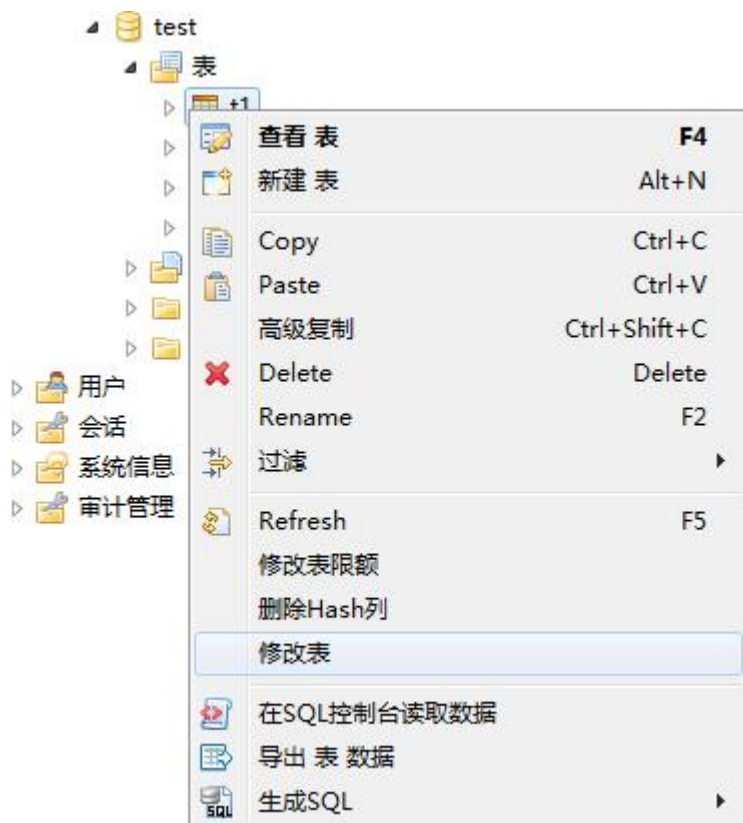 test
表
t1
查看 表 F4
新建 表 Alt+N
Copy Ctrl+C
Paste Ctrl+V
高级复制 Ctrl+Shift+C
Delete Delete
Rename F2
过滤
Refresh F5
修改表限额
删除Hash列
修改表
在SQL控制台读取数据
导出 表 数据
SQL 生成SQL
用户
会话
系统信息
审计管理